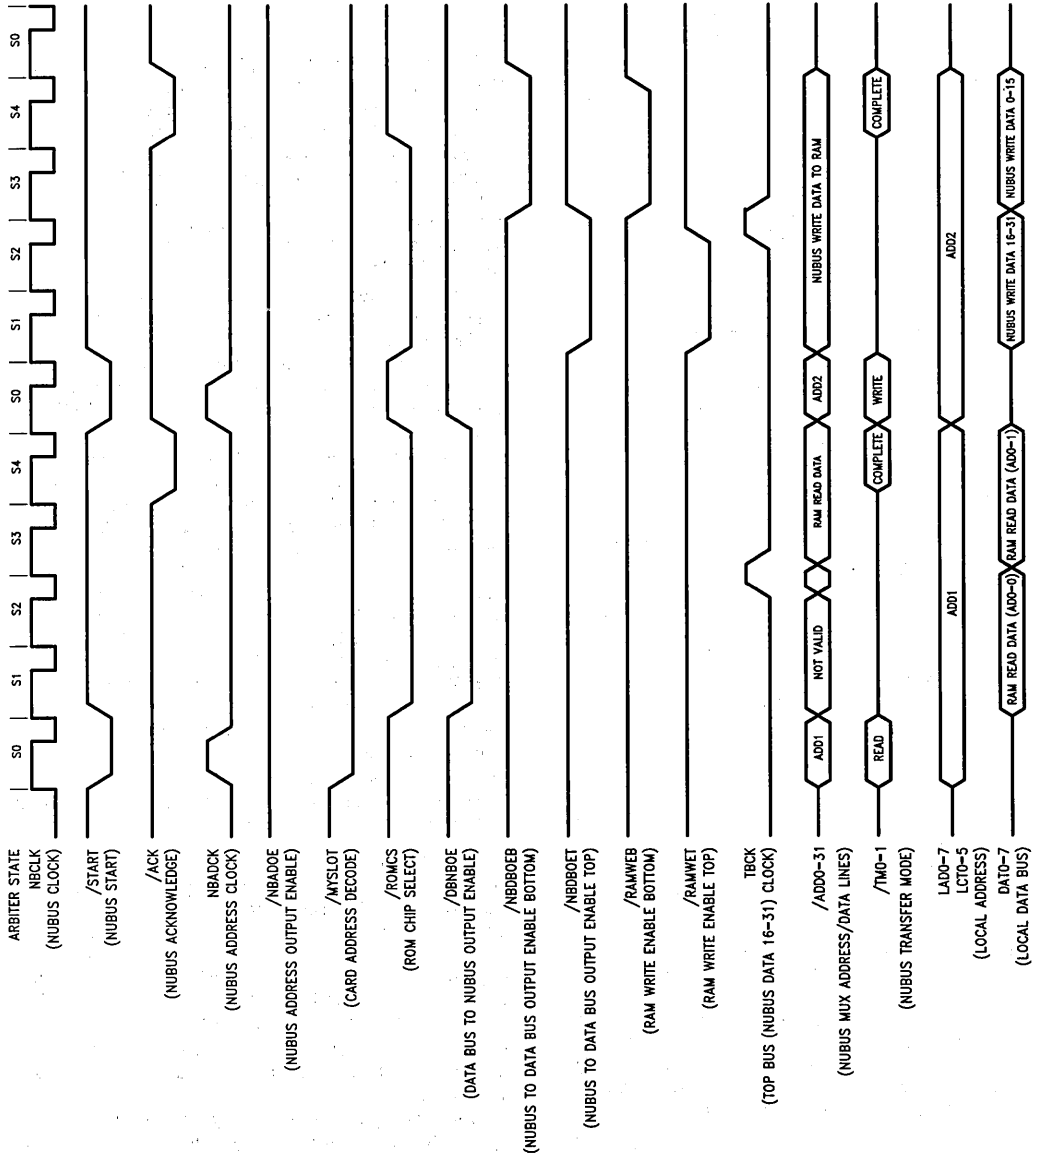 ARBITER STATE
S0 S1 S2 S3 S4 S0 S1 S2 S3 S4 S0
NBCLK
(NUBUS CLOCK)
/START
(NUBUS START)
/ACK
(NUBUS ACKNOWLEDGE)
NBADCK
(NUBUS ADDRESS CLOCK)
/NBADOE
(NUBUS ADDRESS OUTPUT ENABLE)
/MYSLOT
(CARD ADDRESS DECODE)
/ROMCS
(ROM CHIP SELECT)
/DBNBOE
(DATA BUS TO NUBUS OUTPUT ENABLE)
/NBDBOEB
(NUBUS TO DATA BUS OUTPUT ENABLE BOTTOM)
/NBDBOET
(NUBUS TO DATA BUS OUTPUT ENABLE TOP)
/RAMWEB
(RAM WRITE ENABLE BOTTOM)
/RAMWET
(RAM WRITE ENABLE TOP)
TBCK
(TOP BUS (NUBUS DATA 16-31) CLOCK)
/ADD0-31
(NUBUS MUX ADDRESS/DATA LINES)
ADD1 NOT VALID RAM READ DATA ADD2 NUBUS WRITE DATA TO RAM
/TM0-1
(NUBUS TRANSFER MODE)
READ COMPLETE WRITE COMPLETE
LAD0-7
LCT0-5
(LOCAL ADDRESS)
ADD1 ADD2
DAT0-7
(LOCAL DATA BUS)
RAM READ DATA (AD0-0) RAM READ DATA (AD0-1) NUBUS WRITE DATA 16-31 NUBUS WRITE DATA 0-15